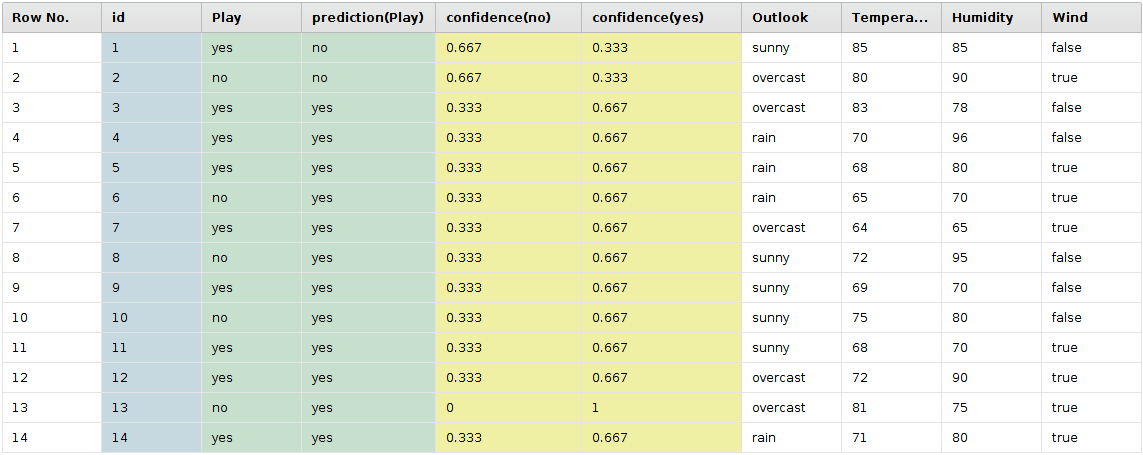 Row No. id Play prediction(Play) confidence(no) confidence(yes) Outlook Tempera... Humidity Wind
1 1 yes no 0.667 0.333 sunny 85 85 false
2 2 no no 0.667 0.333 overcast 80 90 true
3 3 yes yes 0.333 0.667 overcast 83 78 false
4 4 yes yes 0.333 0.667 rain 70 96 false
5 5 yes yes 0.333 0.667 rain 68 80 true
6 6 no yes 0.333 0.667 rain 65 70 true
7 7 yes yes 0.333 0.667 overcast 64 65 true
8 8 no yes 0.333 0.667 sunny 72 95 false
9 9 yes yes 0.333 0.667 sunny 69 70 false
10 10 no yes 0.333 0.667 sunny 75 80 false
11 11 yes yes 0.333 0.667 sunny 68 70 true
12 12 yes yes 0.333 0.667 overcast 72 90 true
13 13 no yes 0 1 overcast 81 75 true
14 14 yes yes 0.333 0.667 rain 71 80 true